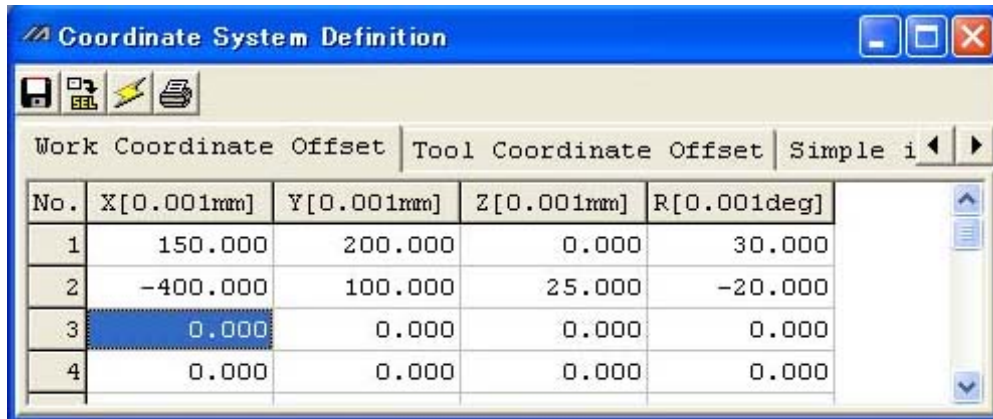 Coordinate System Definition
SEL
Work Coordinate Offset Tool Coordinate Offset Simple i
No. X[0.001mm] Y[0.001mm] Z[0.001mm] R[0.001deg]
1 150.000 200.000 0.000 30.000
2 -400.000 100.000 25.000 -20.000
3 0.000 0.000 0.000 0.000
4 0.000 0.000 0.000 0.000